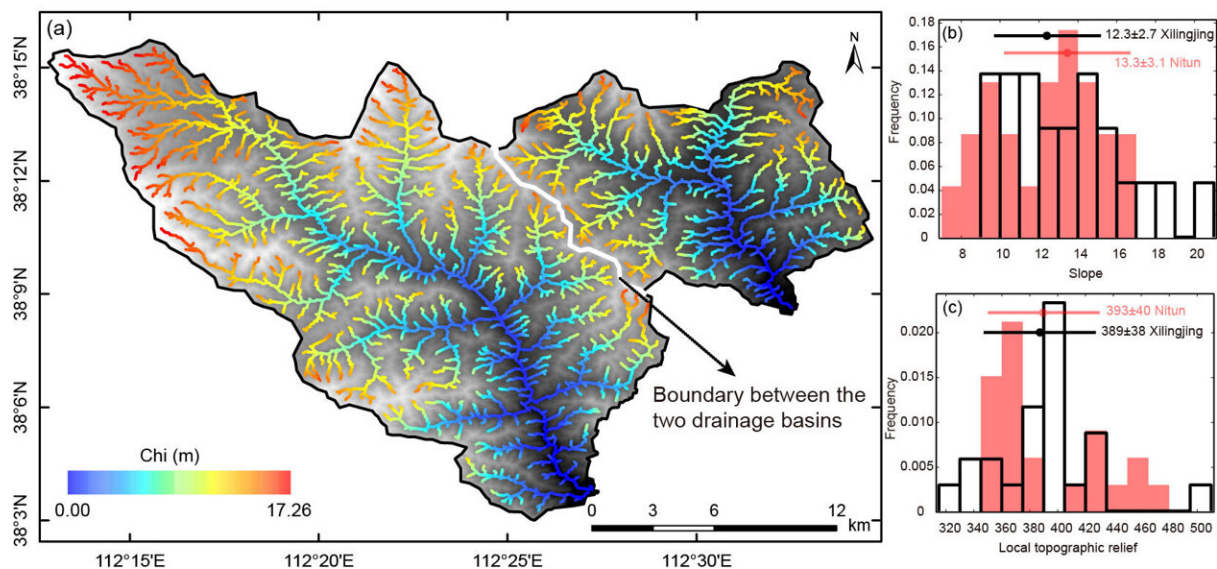 (a)
N
38°15'N
38°12'N
38°9'N
38°6'N
38°3'N
112°15'E
112°20'E
112°25'E
112°30'E
Chi (m)
0.00
17.26
Boundary between the
two drainage basins
0
3
6
12
km
(b)
12.3±2.7 Xilingjing
13.3±3.1 Nitun
0.18
0.16
0.14
0.12
0.10
0.08
0.06
0.04
0.02
0.00
Frequency
8
10
12
14
16
18
20
Slope
(c)
393±40 Nitun
389±38 Xilingjing
0.020
0.015
0.010
0.005
0
Frequency
320
340
360
380
400
420
440
460
480
500
Local topographic relief